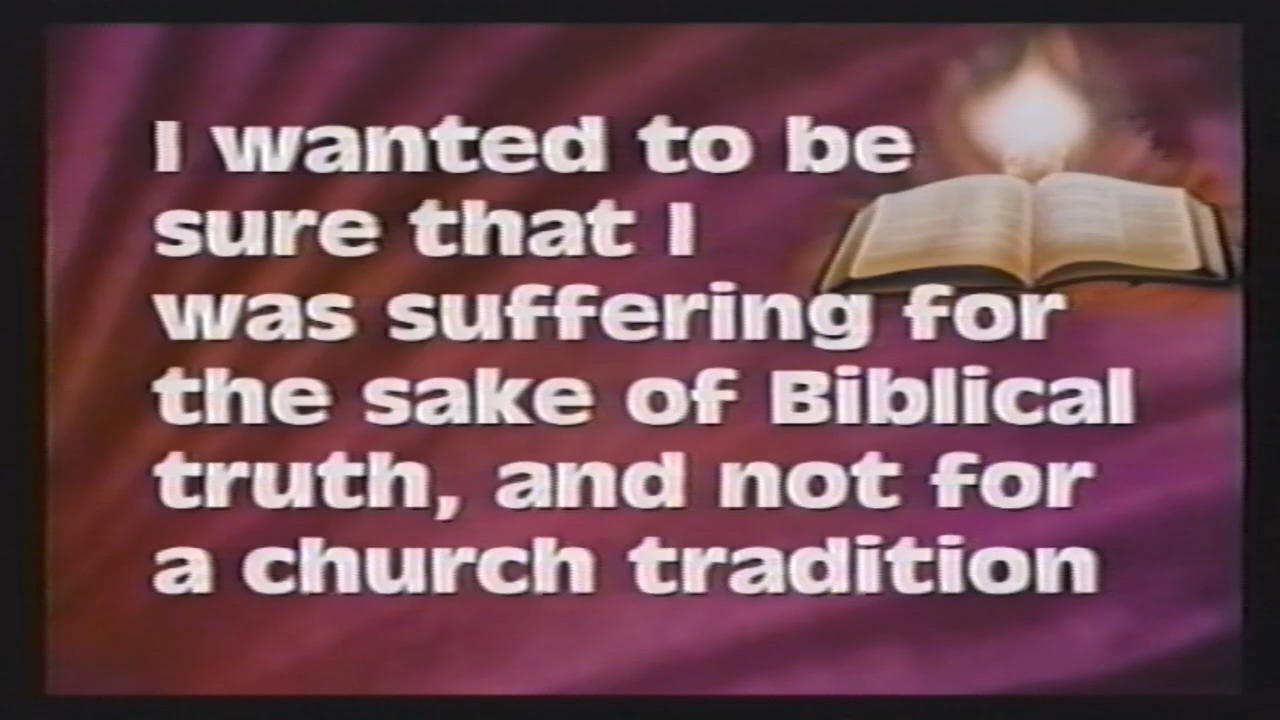 I wanted to be
sure that I
was suffering for
the sake of Biblical
truth, and not for
a church tradition